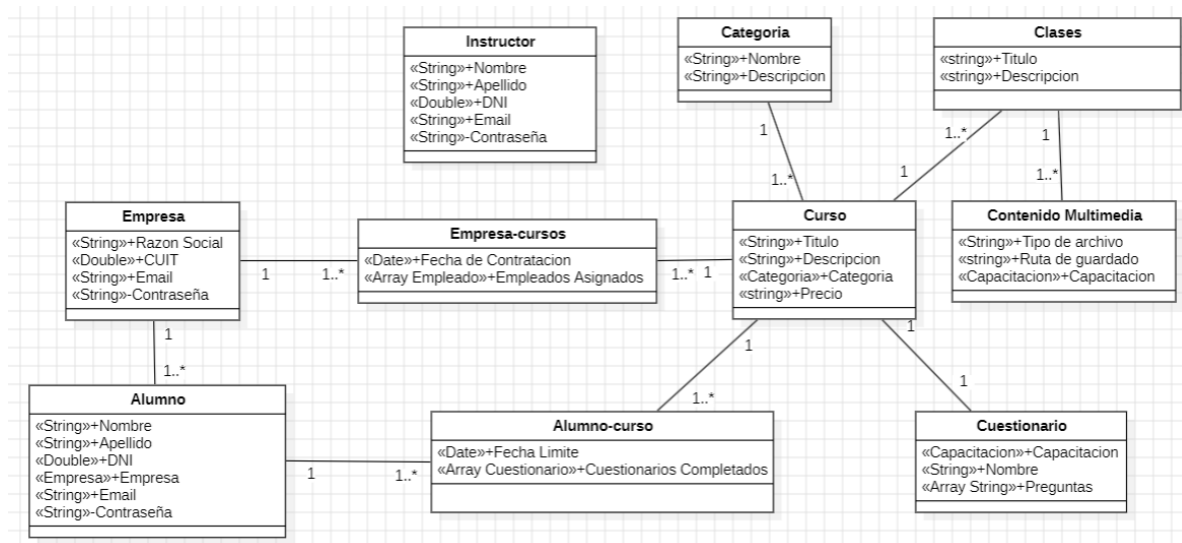 Instructor
«String»+Nombre
«String»+Apellido
«Double»+DNI
«String»+Email
«String»-Contraseña
Categoria
«String»+Nombre
«String»+Descripcion
Clases
«string»+Titulo
«string»+Descripcion
1
1..*
1
1..*
1
1..*
Empresa
«String»+Razon Social
«Double»+CUIT
«String»+Email
«String»-Contraseña
1
1..*
Empresa-cursos
«Date»+Fecha de Contratacion
«Array Empleado»+Empleados Asignados
1..*
1
Curso
«String»+Titulo
«String»+Descripcion
«Categoria»+Categoria
«string»+Precio
Contenido Multimedia
«String»+Tipo de archivo
«string»+Ruta de guardado
«Capacitacion»+Capacitacion
1
1..*
1
1..*
1
1
Alumno
«String»+Nombre
«String»+Apellido
«Double»+DNI
«Empresa»+Empresa
«String»+Email
«String»-Contraseña
1
1..*
Alumno-curso
«Date»+Fecha Limite
«Array Cuestionario»+Cuestionarios Completados
Cuestionario
«Capacitacion»+Capacitacion
«String»+Nombre
«Array String»+Preguntas